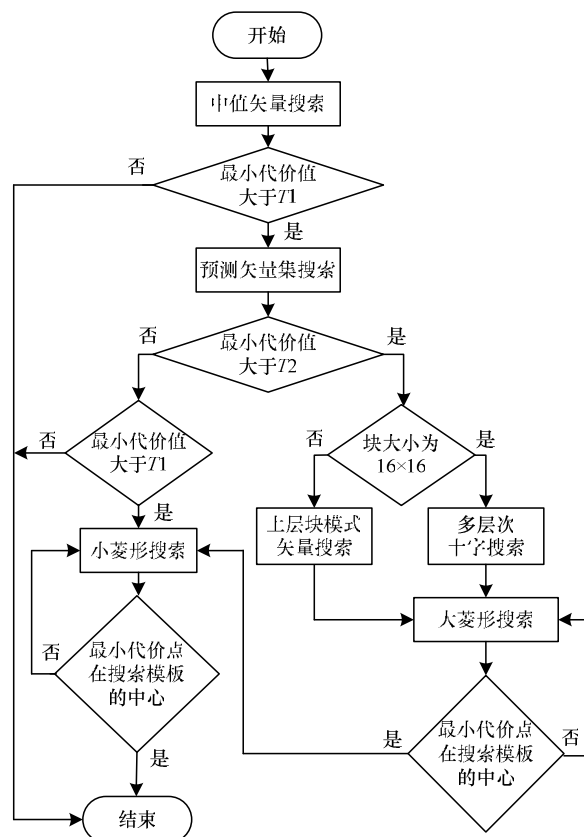 开始
中值矢量搜索
否
最小代价值
大于T1
是
预测矢量集搜索
否
最小代价值
大于T2
是
否
最小代价值
大于T1
是
否
块大小为
16×16
是
上层块模式
矢量搜索
多层次
十字搜索
小菱形搜索
大菱形搜索
否
最小代价点
在搜索模板
的中心
是
是
最小代价点
在搜索模板
的中心
否
结束